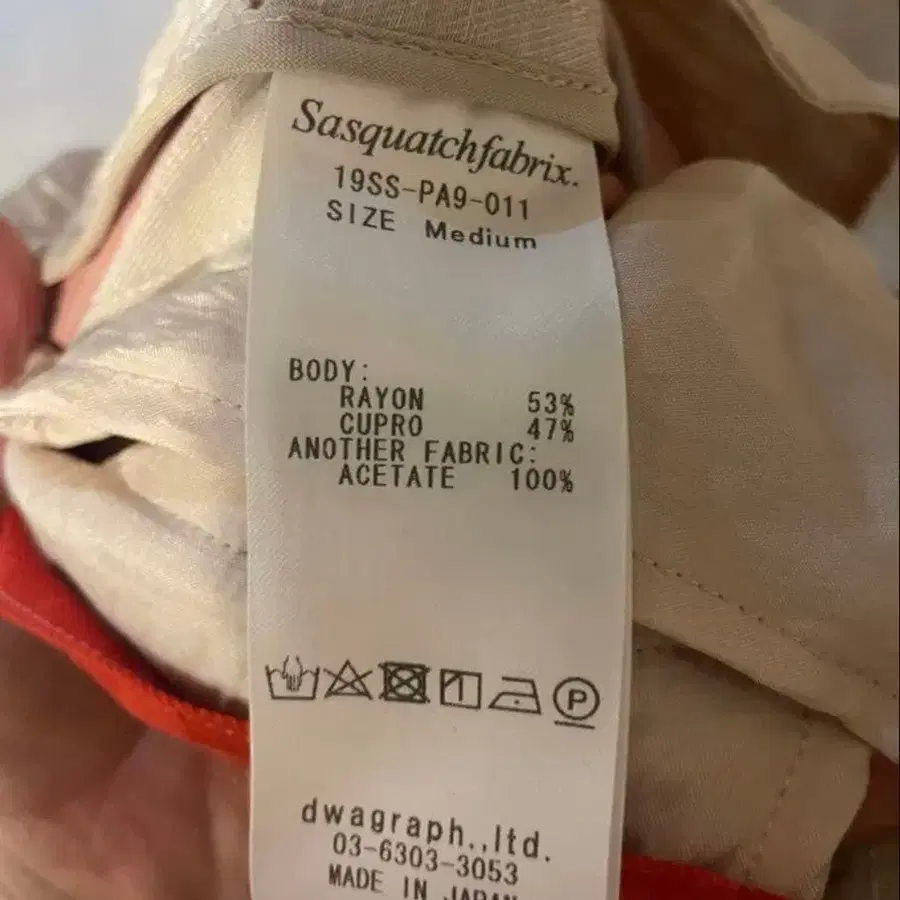 Sasquatchfabrix.
19SS-PA9-011
SIZE Medium
BODY:
RAYON 53%
CUPRO 47%
ANOTHER FABRIC:
ACETATE 100%
P
dwagraph.,ltd.
03-6303-3053
MADE IN JAPAN